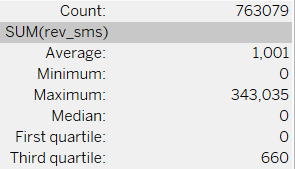 Count: 763079
SUM(rev_sms)
Average: 1,001
Minimum: 0
Maximum: 343,035
Median: 0
First quartile: 0
Third quartile: 660